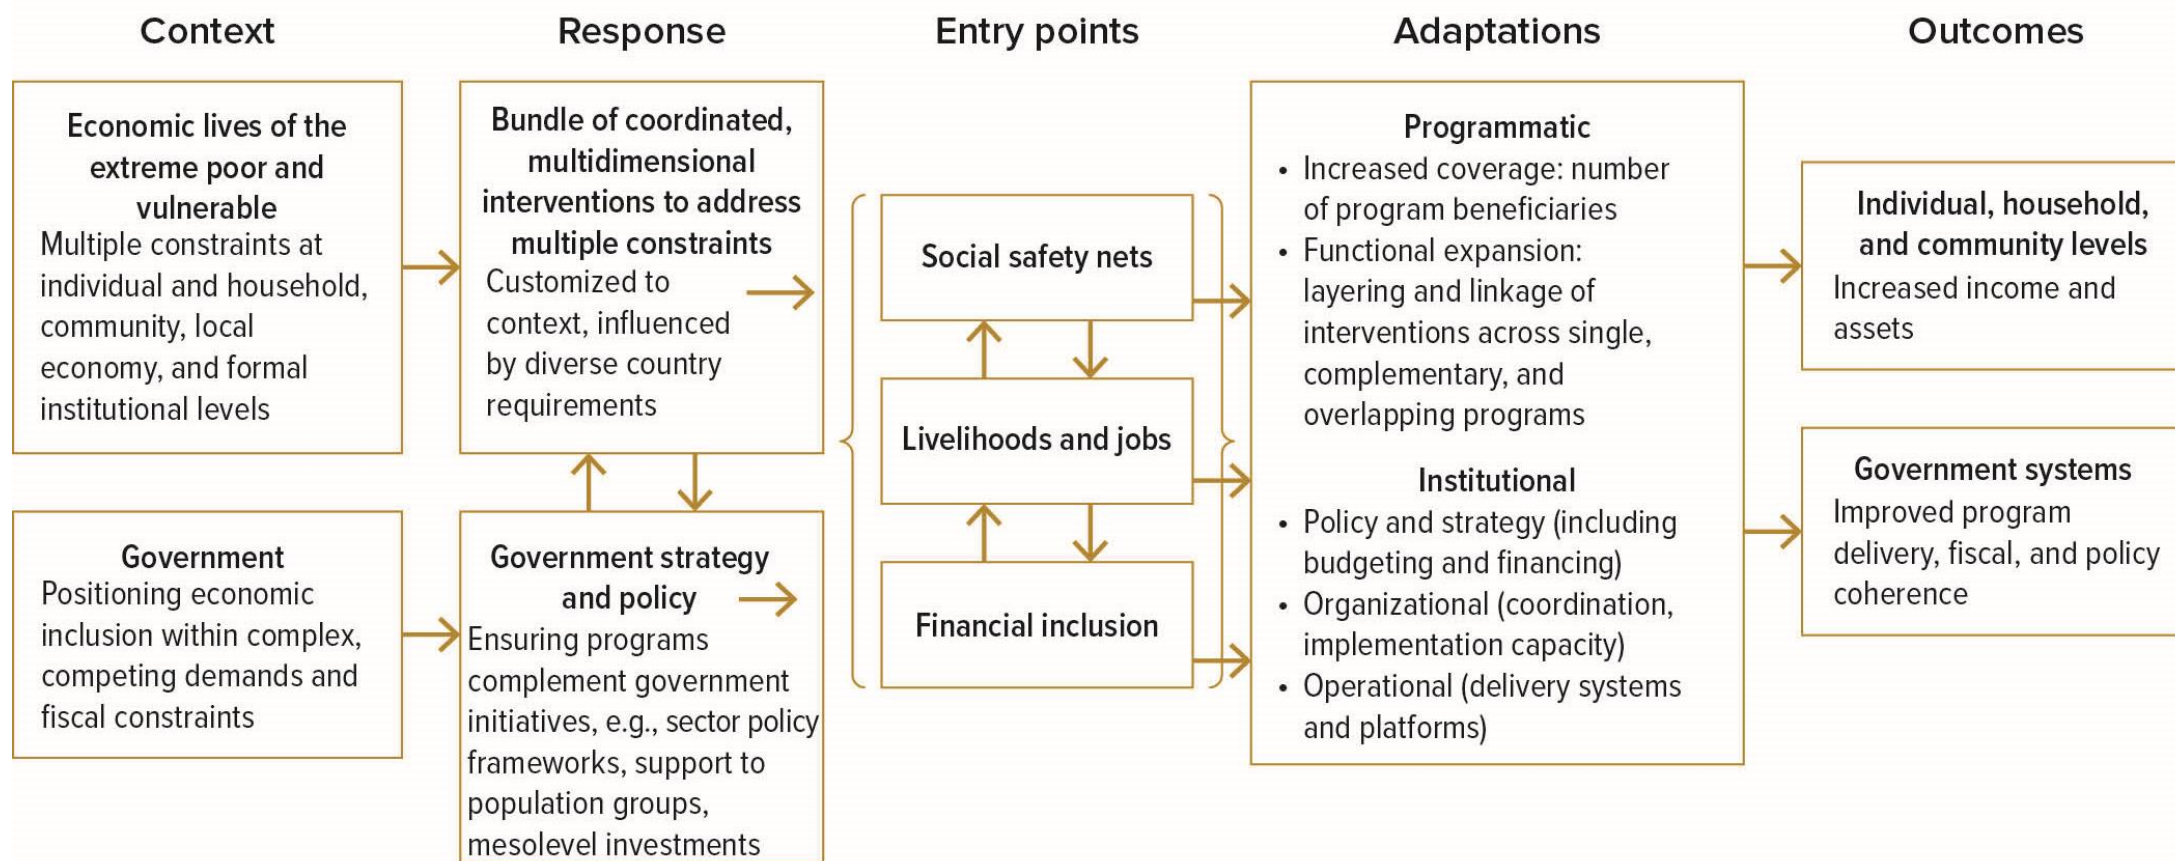 Context
Response
Entry points
Adaptations
Outcomes
Economic lives of the
extreme poor and
vulnerable
Multiple constraints at
individual and household,
community, local
economy, and formal
institutional levels
Government
Positioning economic
inclusion within complex,
competing demands and
fiscal constraints
Bundle of coordinated,
multidimensional
interventions to address
multiple constraints
Customized to
context, influenced
by diverse country
requirements
Government strategy
and policy
Ensuring programs
complement government
initiatives, e.g., sector policy
frameworks, support to
population groups,
mesolevel investments
Social safety nets
Livelihoods and jobs
Financial inclusion
Programmatic
• Increased coverage: number
of program beneficiaries
• Functional expansion:
layering and linkage of
interventions across single,
complementary, and
overlapping programs
Institutional
• Policy and strategy (including
budgeting and financing)
• Organizational (coordination,
implementation capacity)
• Operational (delivery systems
and platforms)
Individual, household,
and community levels
Increased income and
assets
Government systems
Improved program
delivery, fiscal, and policy
coherence